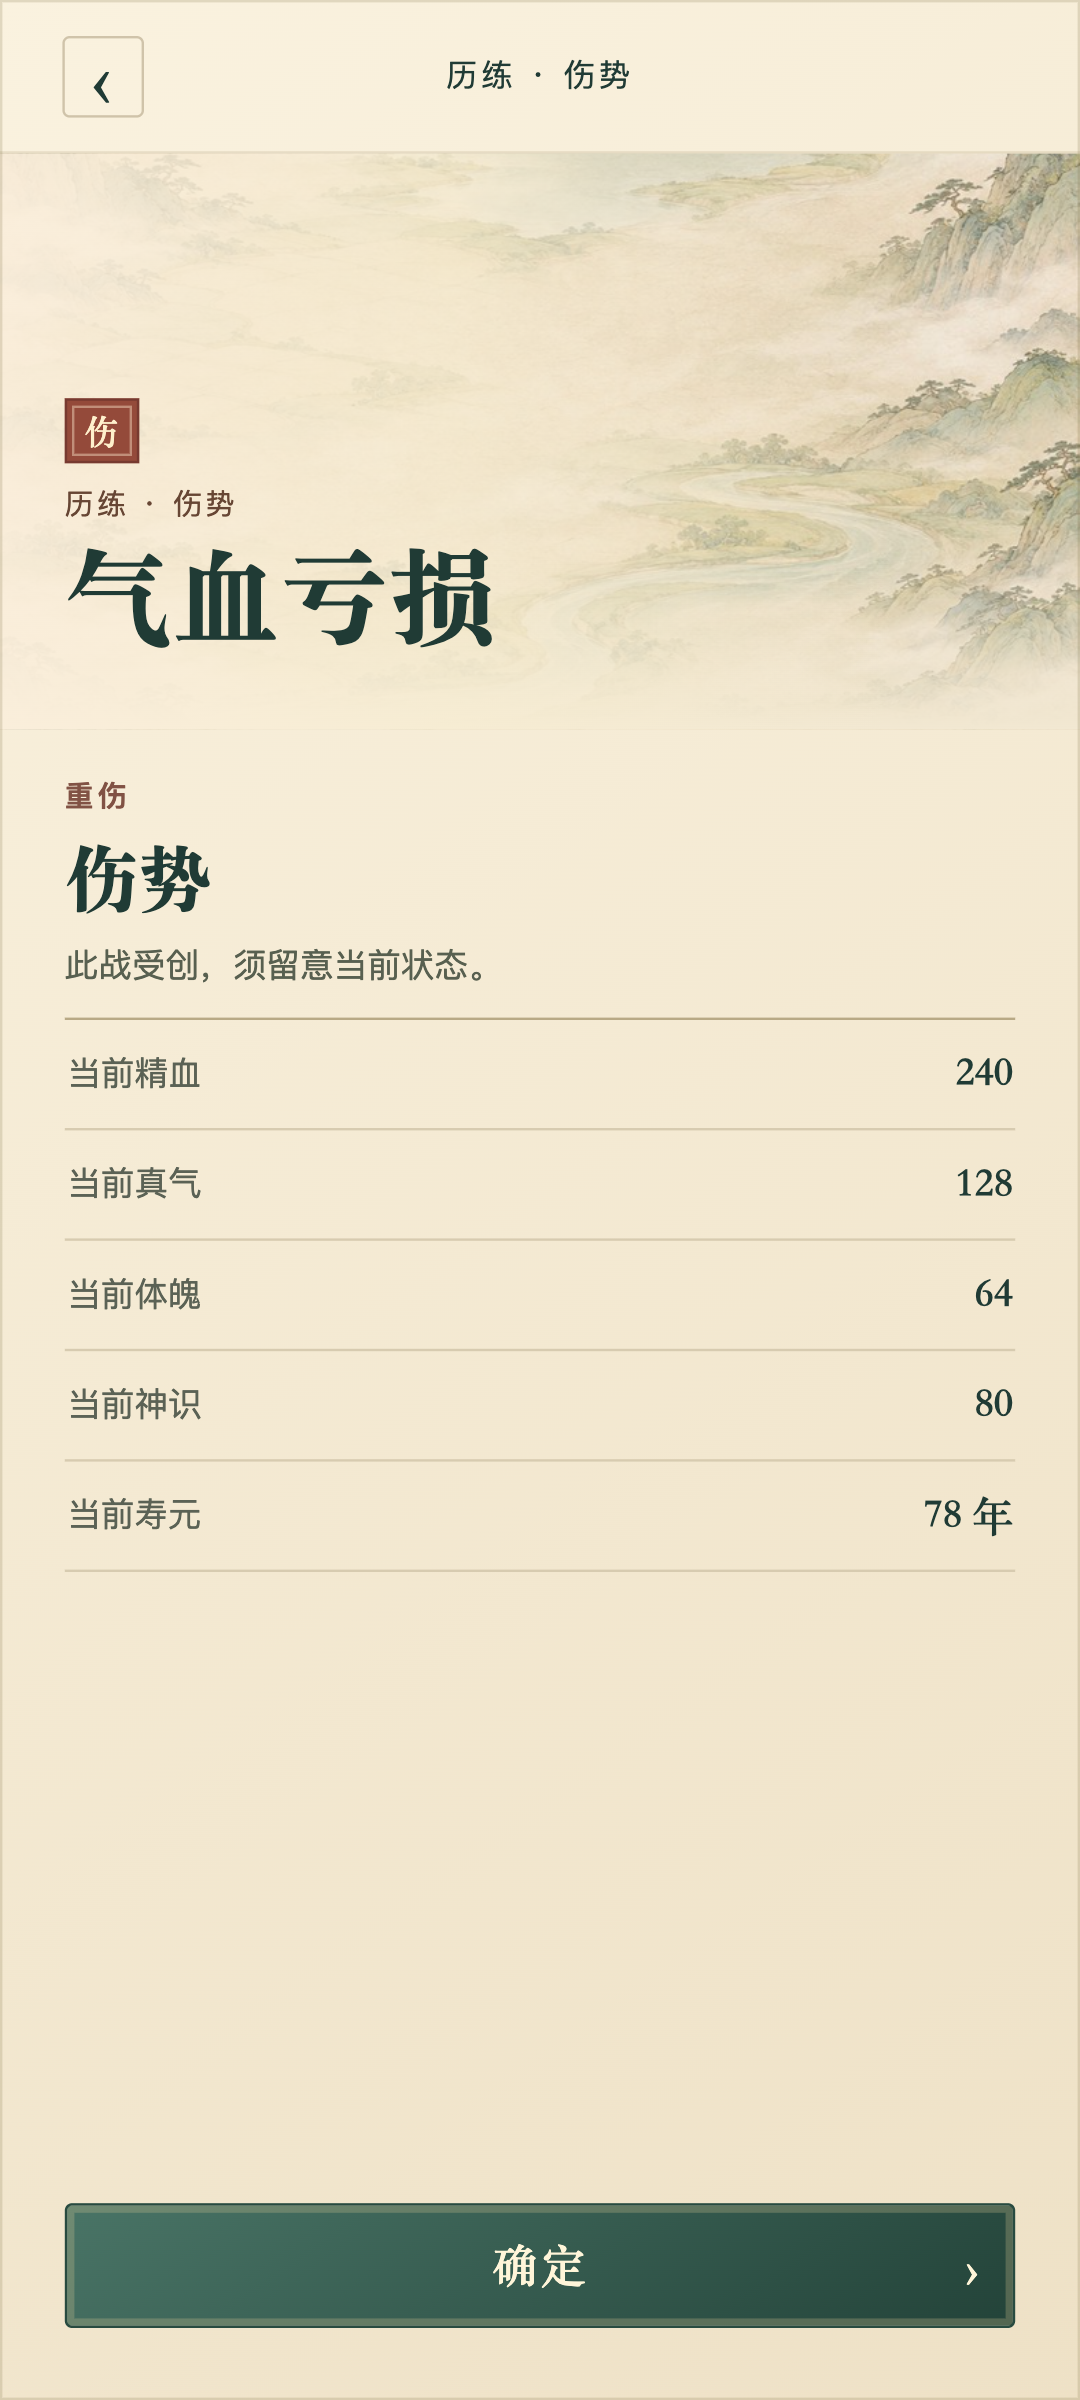 ‹
历练 · 伤势
伤
历练 · 伤势
气血亏损
重伤
伤势
此战受创，须留意当前状态。
当前精血 240
当前真气 128
当前体魄 64
当前神识 80
当前寿元 78 年
确定 ›